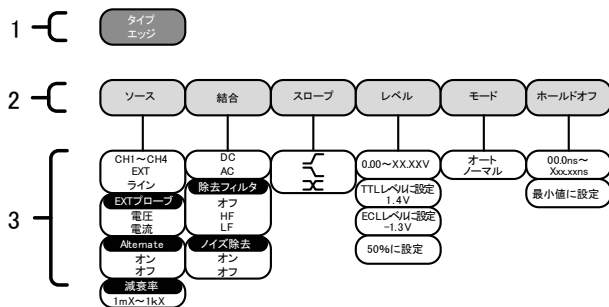 1
タイプ
エッジ
2
ソース
結合
スロープ
レベル
モード
ホールドオフ
3
CH1～CH4
EXT
ライン
EXTプローブ
電圧
電流
Alternate
オン
オフ
減衰率
1mX～1kX
DC
AC
除去フィルタ
オフ
HF
LF
ノイズ除去
オン
オフ
0.00～XX.XXV
TTLレベルに設定
1.4V
ECLレベルに設定
-1.3V
50%に設定
オート
ノーマル
00.0ns～
Xxx.xxns
最小値に設定